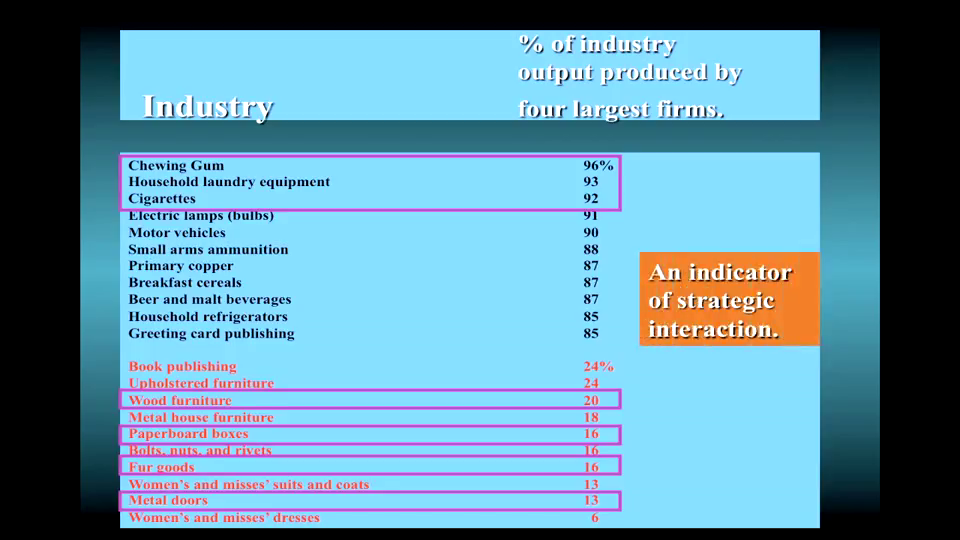 % of industry
output produced by
Industry four largest firms.
Chewing Gum 96%
Household laundry equipment 93
Cigarettes 92
Electric lamps (bulbs) 91
Motor vehicles 90
Small arms ammunition 88
Primary copper 87
Breakfast cereals 87
Beer and malt beverages 87
Household refrigerators 85
Greeting card publishing 85
An indicator
of strategic
interaction.
Book publishing 24%
Upholstered furniture 24
Wood furniture 20
Metal house furniture 18
Paperboard boxes 16
Bolts, nuts, and rivets 16
Fur goods 16
Women's and misses' suits and coats 13
Metal doors 13
Women's and misses' dresses 6